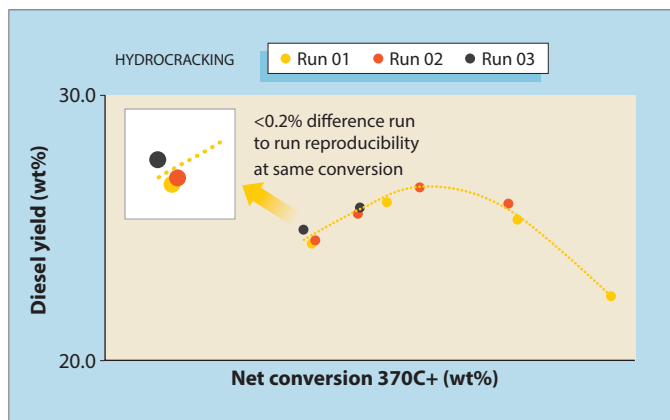 HYDROCRACKING
Run 01 Run 02 Run 03
30.0
<0.2% difference run
to run reproducibility
at same conversion
Diesel yield (wt%)
20.0
Net conversion 370C+ (wt%)